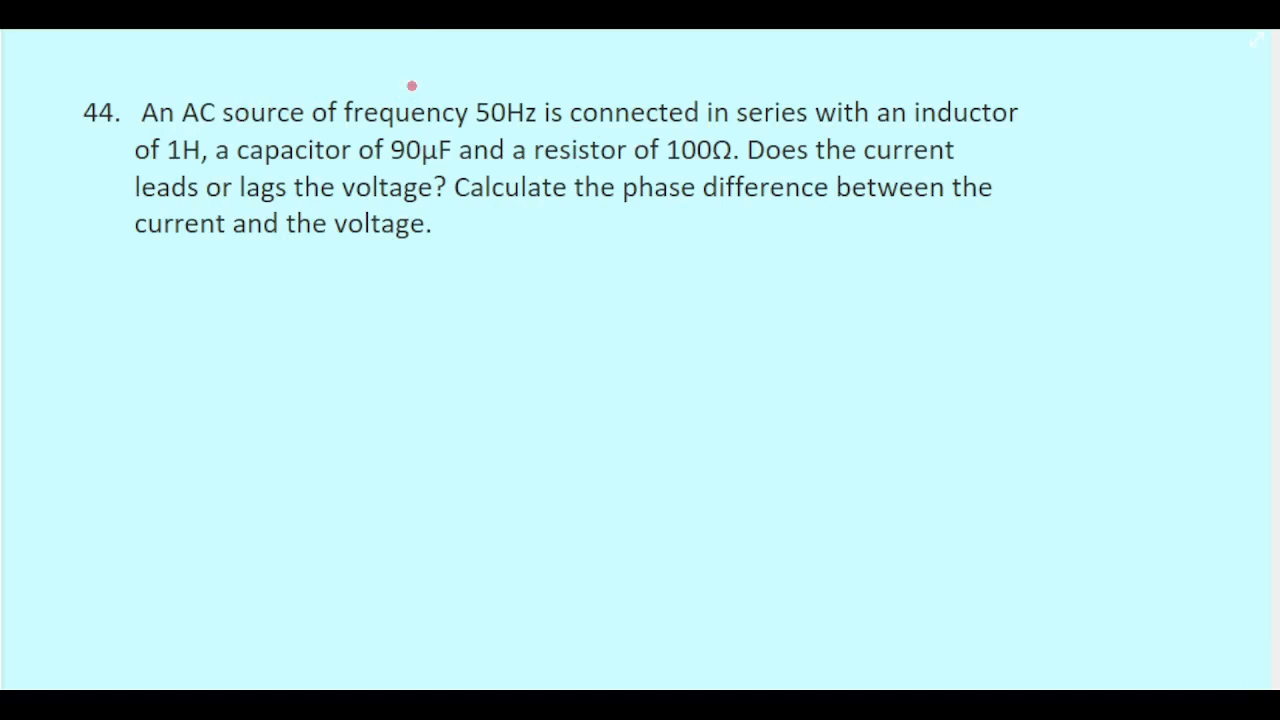 44. An AC source of frequency 50Hz is connected in series with an inductor
of 1H, a capacitor of 90μF and a resistor of 100Ω. Does the current
leads or lags the voltage? Calculate the phase difference between the
current and the voltage.